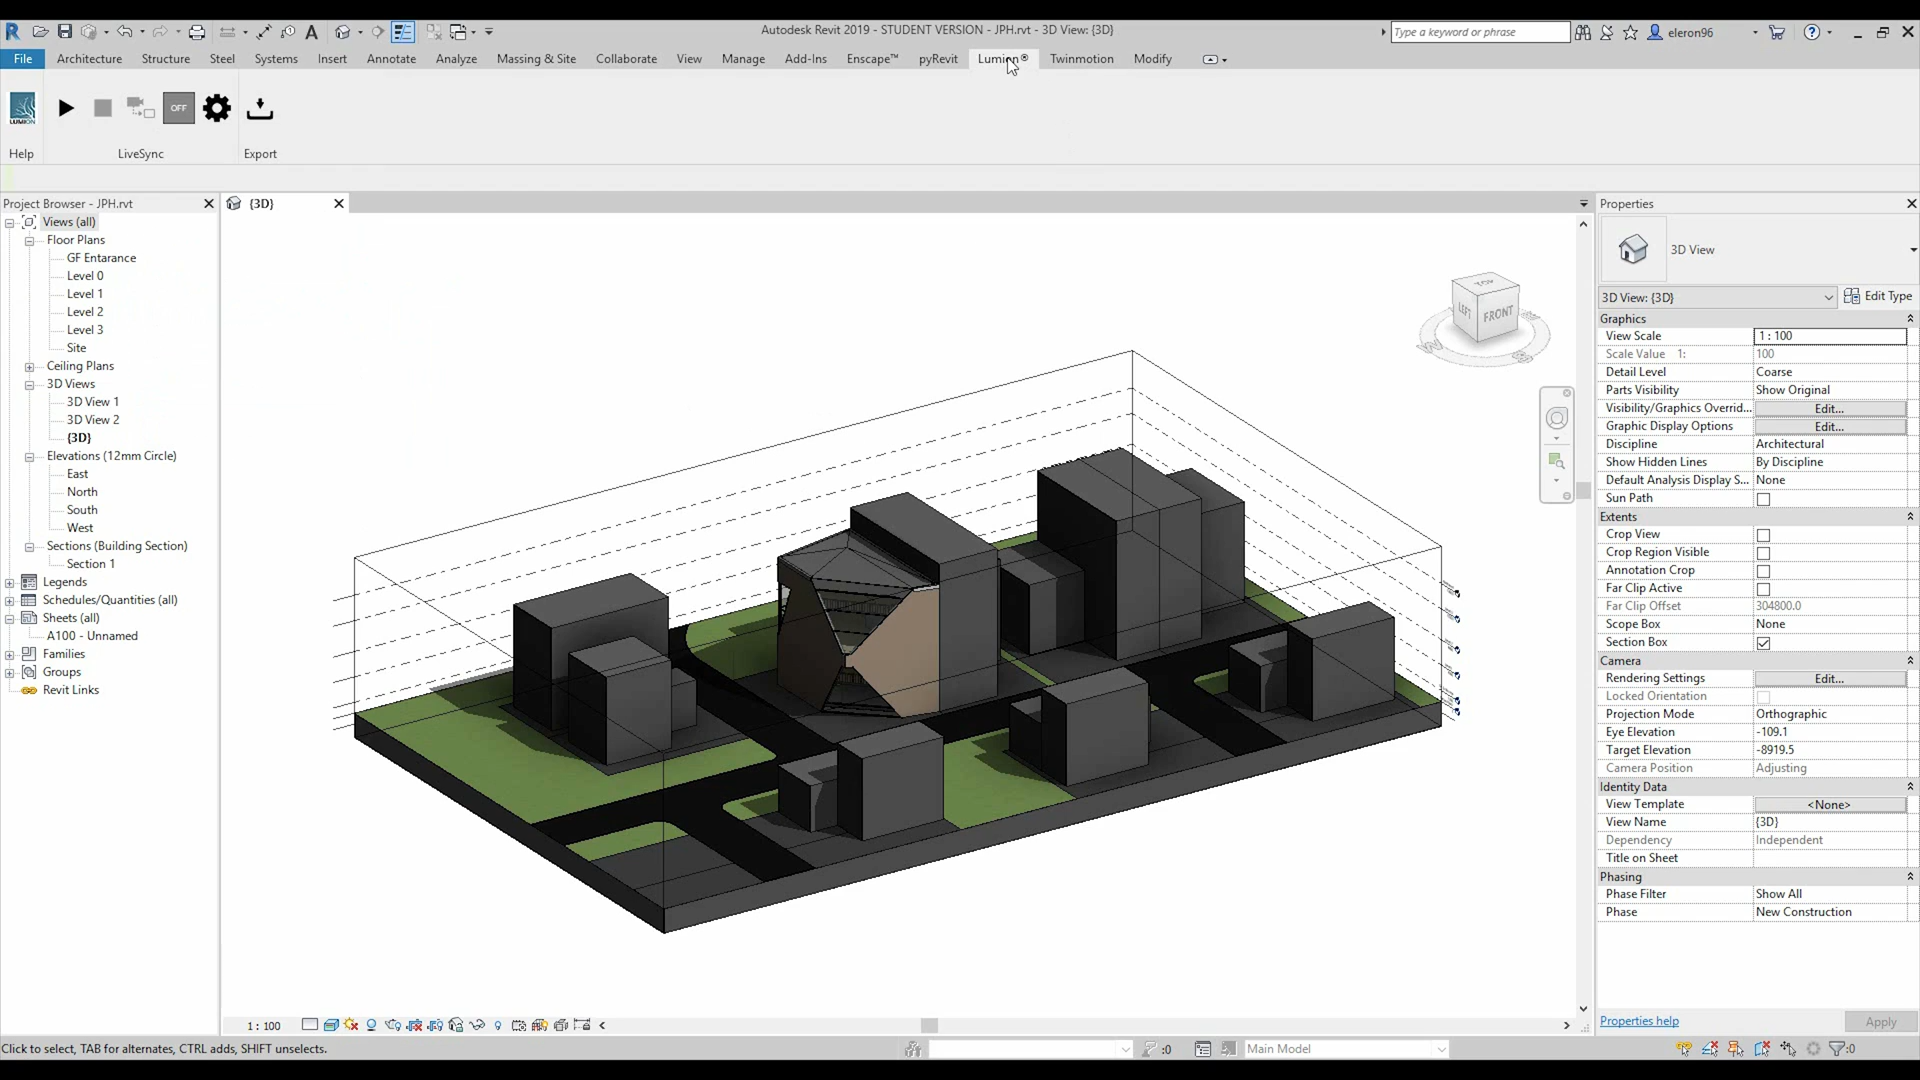 Autodesk Revit 2019 - STUDENT VERSION - JPH.rvt - 3D View: {3D}
Type a keyword or phrase
eleron96
File Architecture Structure Steel Systems Insert Annotate Analyze Massing & Site Collaborate View Manage Add-Ins Enscape™ pyRevit Lumion® Twinmotion Modify
LUMION
OFF
Help LiveSync Export
Project Browser - JPH.rvt
Views (all)
Floor Plans
GF Entarance
Level 0
Level 1
Level 2
Level 3
Site
Ceiling Plans
3D Views
3D View 1
3D View 2
{3D}
Elevations (12mm Circle)
East
North
South
West
Sections (Building Section)
Section 1
Legends
Schedules/Quantities (all)
Sheets (all)
A100 - Unnamed
Families
Groups
Revit Links
{3D}
TOP
LEFT
FRONT
Properties
3D View
3D View: {3D} Edit Type
Graphics
View Scale 1 : 100
Scale Value 1: 100
Detail Level Coarse
Parts Visibility Show Original
Visibility/Graphics Overrid... Edit...
Graphic Display Options Edit...
Discipline Architectural
Show Hidden Lines By Discipline
Default Analysis Display S... None
Sun Path
Extents
Crop View
Crop Region Visible
Annotation Crop
Far Clip Active
Far Clip Offset 304800.0
Scope Box None
Section Box
Camera
Rendering Settings Edit...
Locked Orientation
Projection Mode Orthographic
Eye Elevation -109.1
Target Elevation -8919.5
Camera Position Adjusting
Identity Data
View Template <None>
View Name {3D}
Dependency Independent
Title on Sheet
Phasing
Phase Filter Show All
Phase New Construction
Properties help Apply
1 : 100
Click to select, TAB for alternates, CTRL adds, SHIFT unselects.
:0
Main Model
:0